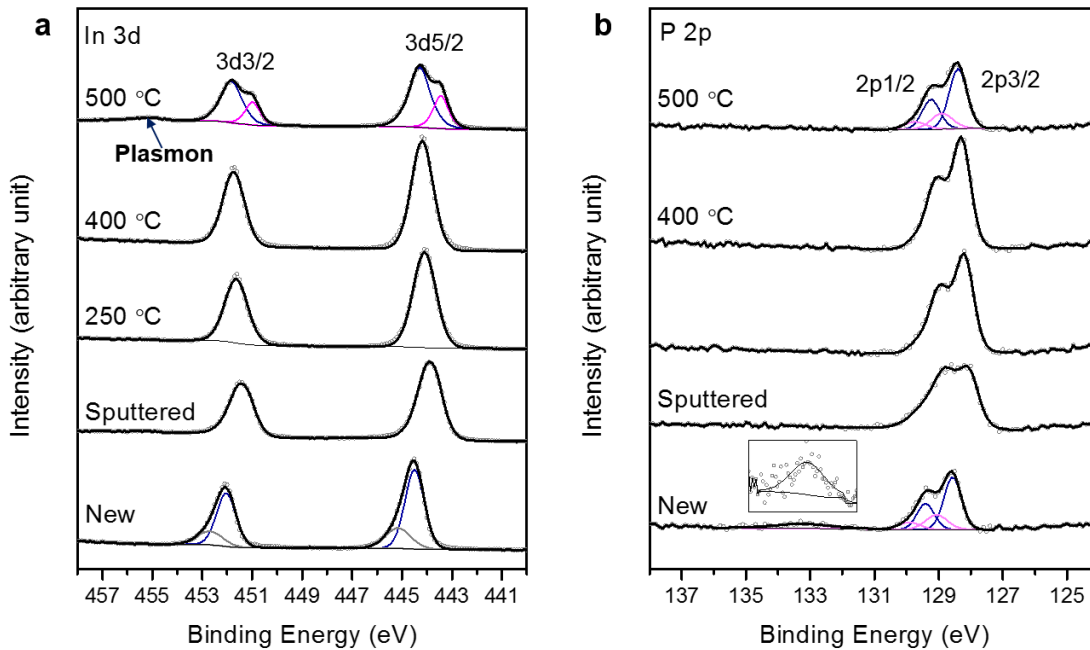 a
In 3d
3d3/2
3d5/2
500 °C
Plasmon
400 °C
250 °C
Sputtered
New
Intensity (arbitrary unit)
457 455 453 451 449 447 445 443 441
Binding Energy (eV)
b
P 2p
2p1/2
2p3/2
500 °C
400 °C
Sputtered
New
Intensity (arbitrary unit)
137 135 133 131 129 127 125
Binding Energy (eV)